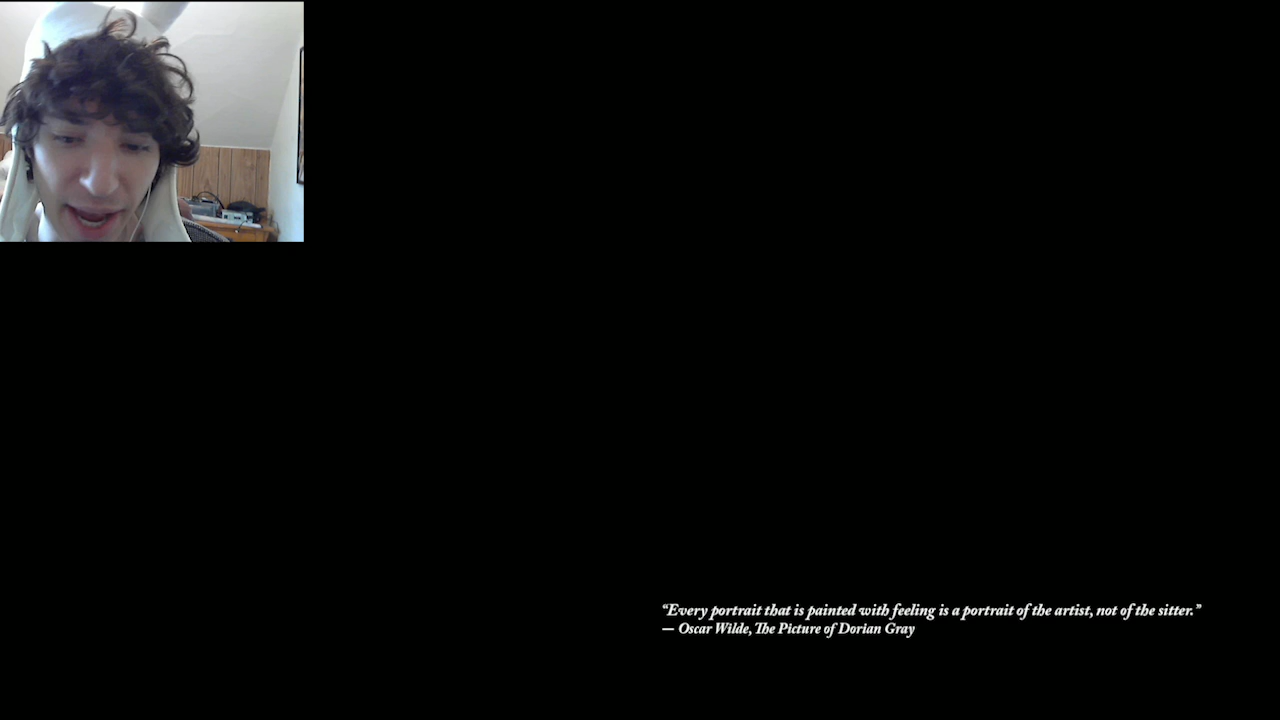 “Every portrait that is painted with feeling is a portrait of the artist, not of the sitter.”
— Oscar Wilde, The Picture of Dorian Gray